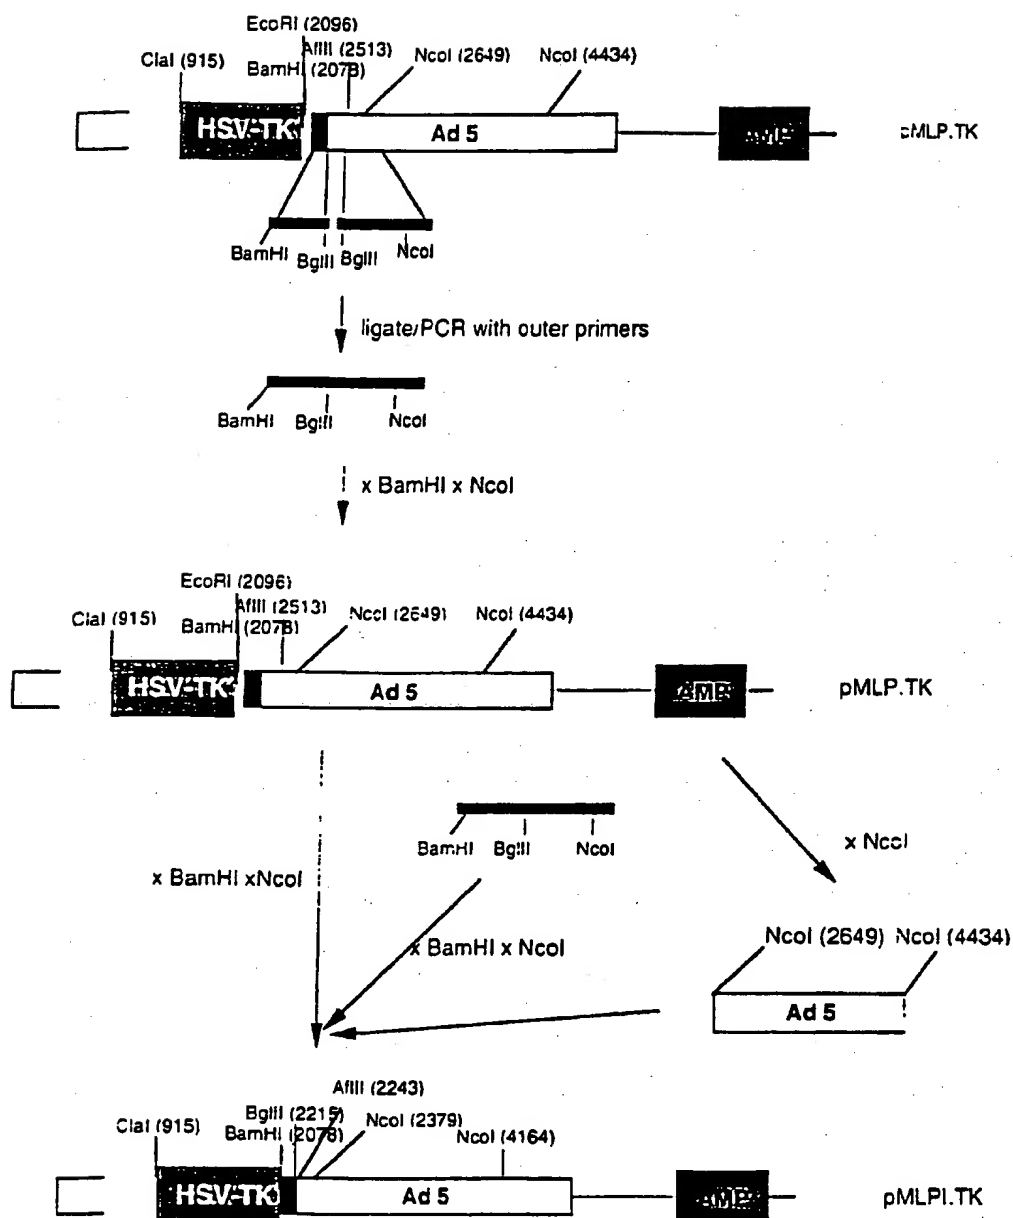 EcoRI (2096)
AflII (2513)
ClaI (915)
BamHI (2078)
NcoI (2649)
NcoI (4434)
HSV-TK
Ad 5
AMP
pMLP.TK
BamHI
BglII
BglII
NcoI
ligate/PCR with outer primers
BamHI
BglII
NcoI
x BamHI x NcoI
EcoRI (2096)
AflII (2513)
ClaI (915)
BamHI (2078)
NcoI (2649)
NcoI (4434)
HSV-TK
Ad 5
AMP
pMLP.TK
BamHI
BglII
NcoI
x NcoI
x BamHI xNcoI
x BamHI x NcoI
NcoI (2649) NcoI (4434)
Ad 5
AflII (2243)
BglII (2215)
ClaI (915)
BamHI (2078)
NcoI (2379)
NcoI (4164)
HSV-TK
Ad 5
AMP
pMLPI.TK